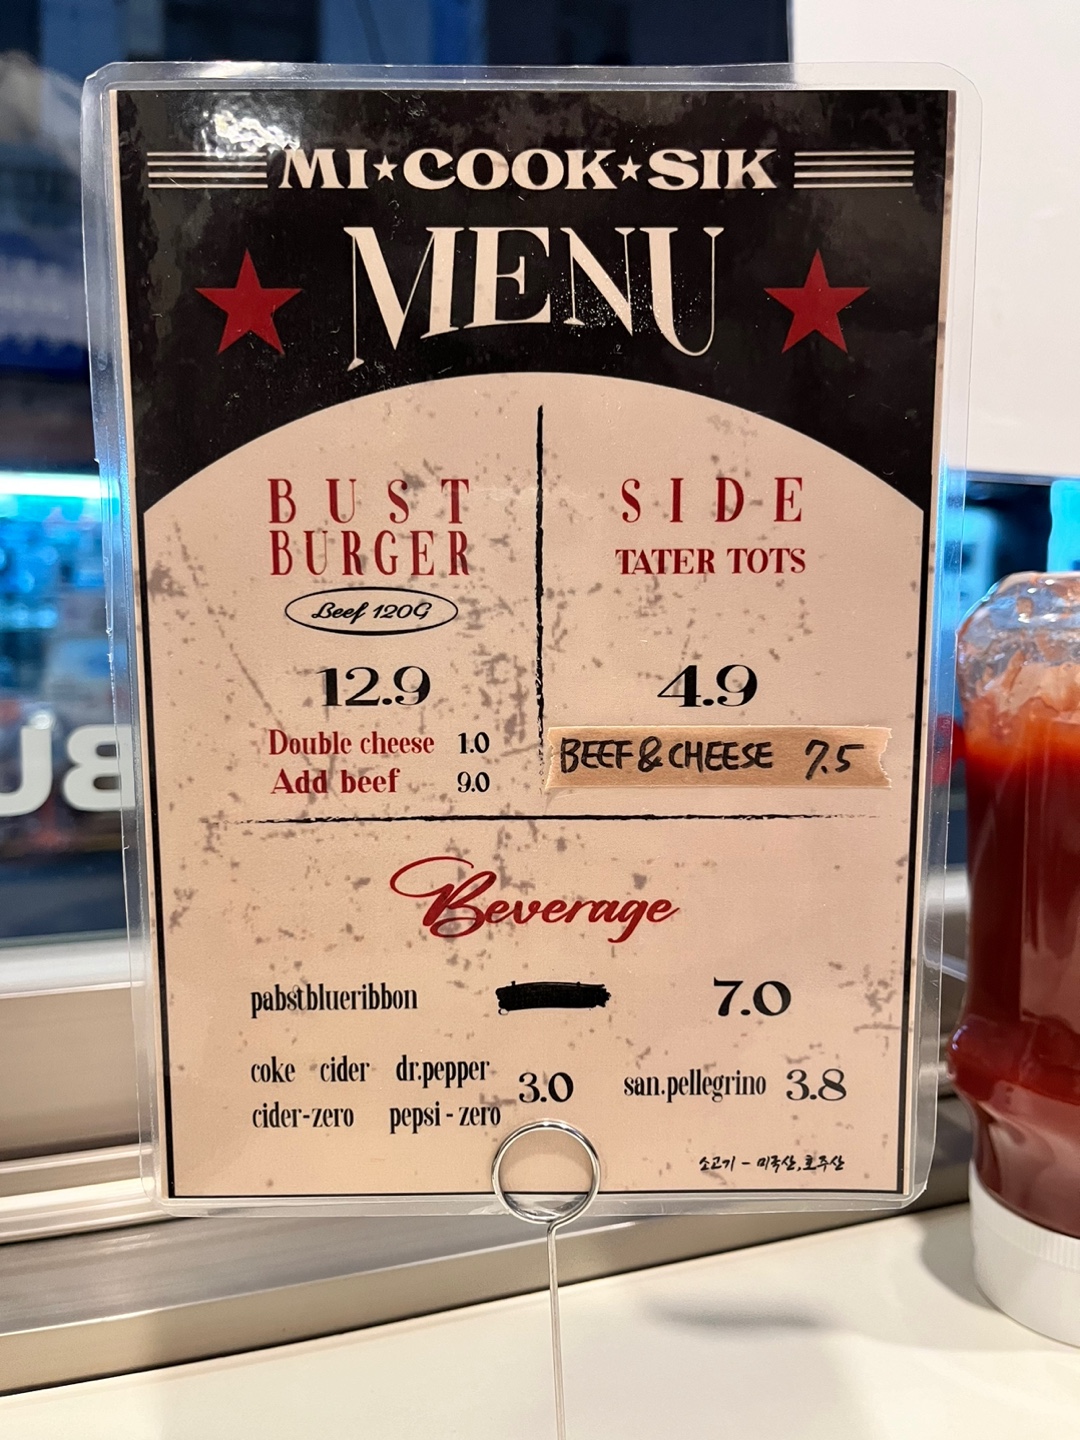 MI★COOK★SIK
MENU
BUST
BURGER
Beef 120G
12.9
Double cheese 1.0
Add beef 9.0
SIDE
TATER TOTS
4.9
BEEF & CHEESE 7.5
Beverage
pabstblueribbon 7.0
coke cider dr.pepper
cider-zero pepsi-zero
3.0
san.pellegrino 3.8
소고기 - 미국산,호주산